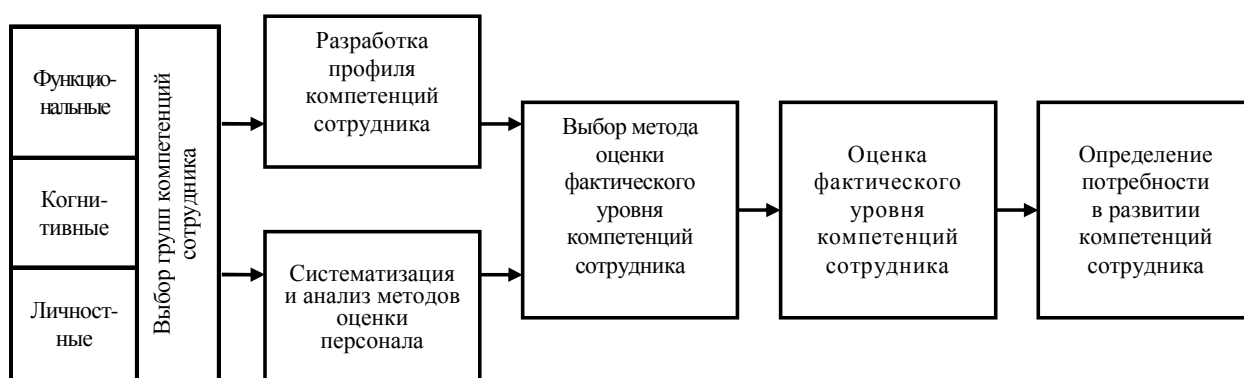 Функцио-
нальные
Когни-
тивные
Личност-
ные
Выбор групп компетенций
сотрудника
Разработка
профиля
компетенций
сотрудника
Систематизация
и анализ методов
оценки
персонала
Выбор метода
оценки
фактического
уровня
компетенций
сотрудника
Оценка
фактического
уровня
компетенций
сотрудника
Определение
потребности
в развитии
компетенций
сотрудника